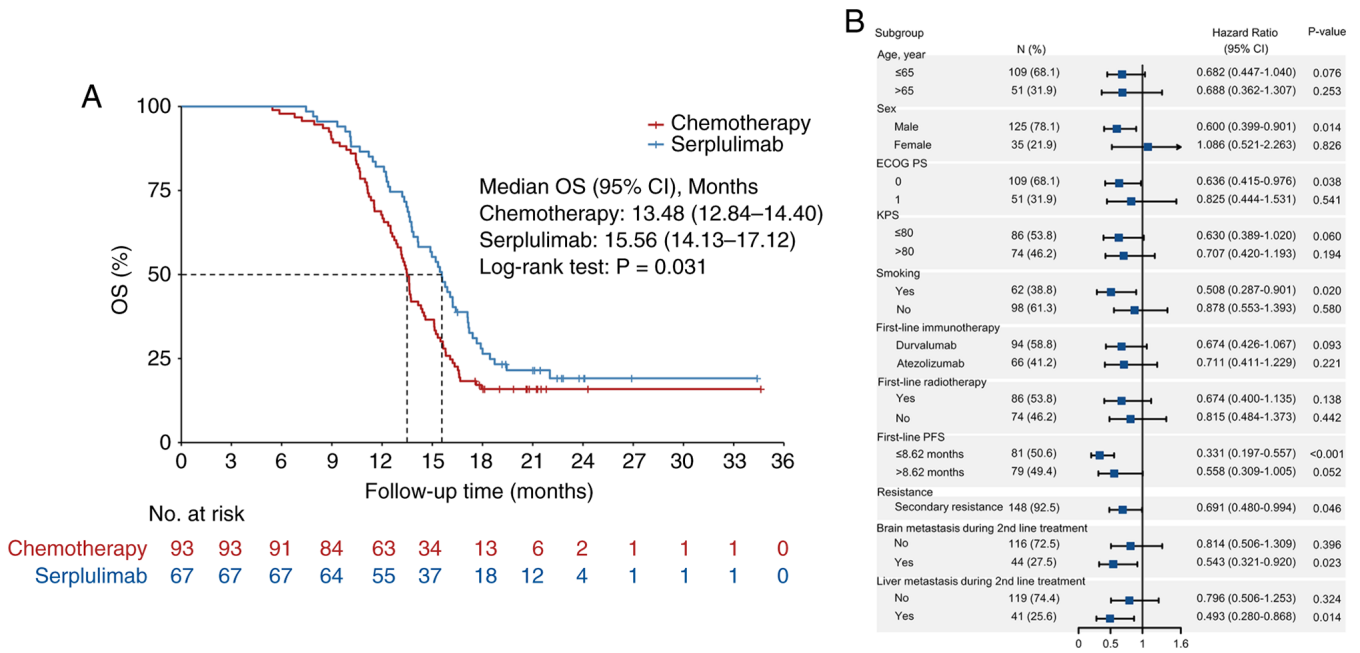 A
100
75
50
25
0
OS (%)
Chemotherapy
Serplulimab
Median OS (95% CI), Months
Chemotherapy: 13.48 (12.84–14.40)
Serplulimab: 15.56 (14.13–17.12)
Log-rank test: P = 0.031
0 3 6 9 12 15 18 21 24 27 30 33 36
Follow-up time (months)
No. at risk
Chemotherapy 93 93 91 84 63 34 13 6 2 1 1 1 0
Serplulimab 67 67 67 64 55 37 18 12 4 1 1 1 0
B
Subgroup N (%) Hazard Ratio (95% CI) P-value
Age, year
≤65 109 (68.1) 0.682 (0.447-1.040) 0.076
>65 51 (31.9) 0.688 (0.362-1.307) 0.253
Sex
Male 125 (78.1) 0.600 (0.399-0.901) 0.014
Female 35 (21.9) 1.086 (0.521-2.263) 0.826
ECOG PS
0 109 (68.1) 0.636 (0.415-0.976) 0.038
1 51 (31.9) 0.825 (0.444-1.531) 0.541
KPS
≤80 86 (53.8) 0.630 (0.389-1.020) 0.060
>80 74 (46.2) 0.707 (0.420-1.193) 0.194
Smoking
Yes 62 (38.8) 0.508 (0.287-0.901) 0.020
No 98 (61.3) 0.878 (0.553-1.393) 0.580
First-line immunotherapy
Durvalumab 94 (58.8) 0.674 (0.426-1.067) 0.093
Atezolizumab 66 (41.2) 0.711 (0.411-1.229) 0.221
First-line radiotherapy
Yes 86 (53.8) 0.674 (0.400-1.135) 0.138
No 74 (46.2) 0.815 (0.484-1.373) 0.442
First-line PFS
≤8.62 months 81 (50.6) 0.331 (0.197-0.557) <0.001
>8.62 months 79 (49.4) 0.558 (0.309-1.005) 0.052
Resistance
Secondary resistance 148 (92.5) 0.691 (0.480-0.994) 0.046
Brain metastasis during 2nd line treatment
No 116 (72.5) 0.814 (0.506-1.309) 0.396
Yes 44 (27.5) 0.543 (0.321-0.920) 0.023
Liver metastasis during 2nd line treatment
No 119 (74.4) 0.796 (0.506-1.253) 0.324
Yes 41 (25.6) 0.493 (0.280-0.868) 0.014
0 0.5 1 1.6